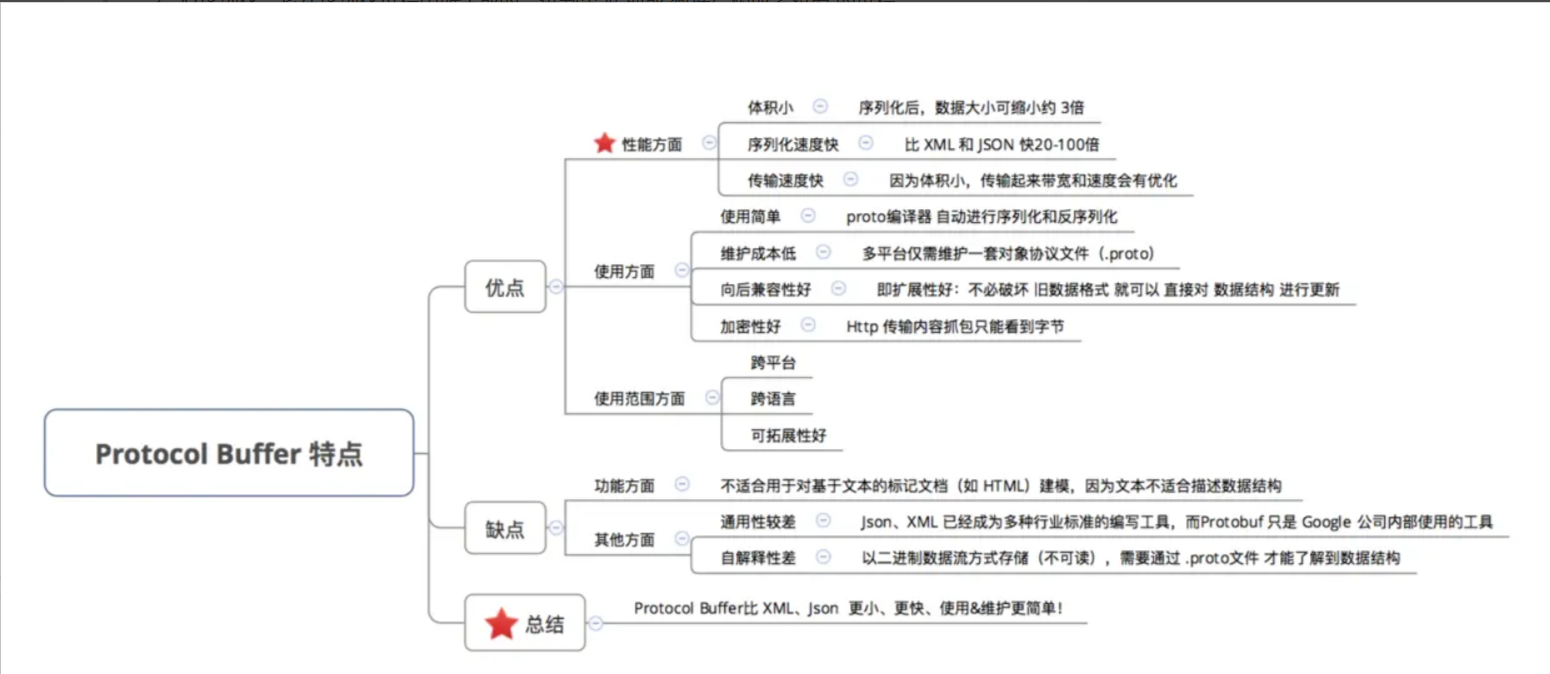 体积小 序列化后，数据大小可缩小约 3倍
性能方面 序列化速度快 比 XML 和 JSON 快20-100倍
传输速度快 因为体积小，传输起来带宽和速度会有优化
使用简单 proto编译器 自动进行序列化和反序列化
维护成本低 多平台仅需维护一套对象协议文件（.proto）
使用方面
优点 向后兼容性好 即扩展性好：不必破坏 旧数据格式 就可以 直接对 数据结构 进行更新
加密性好 Http 传输内容抓包只能看到字节
跨平台
使用范围方面 跨语言
可拓展性好
Protocol Buffer 特点
功能方面 不适合用于对基于文本的标记文档（如 HTML）建模，因为文本不适合描述数据结构
缺点 通用性较差 Json、XML 已经成为多种行业标准的编写工具，而Protobuf 只是 Google 公司内部使用的工具
其他方面
自解释性差 以二进制数据流方式存储（不可读），需要通过 .proto文件 才能了解到数据结构
总结 Protocol Buffer比 XML、Json 更小、更快、使用&维护更简单！